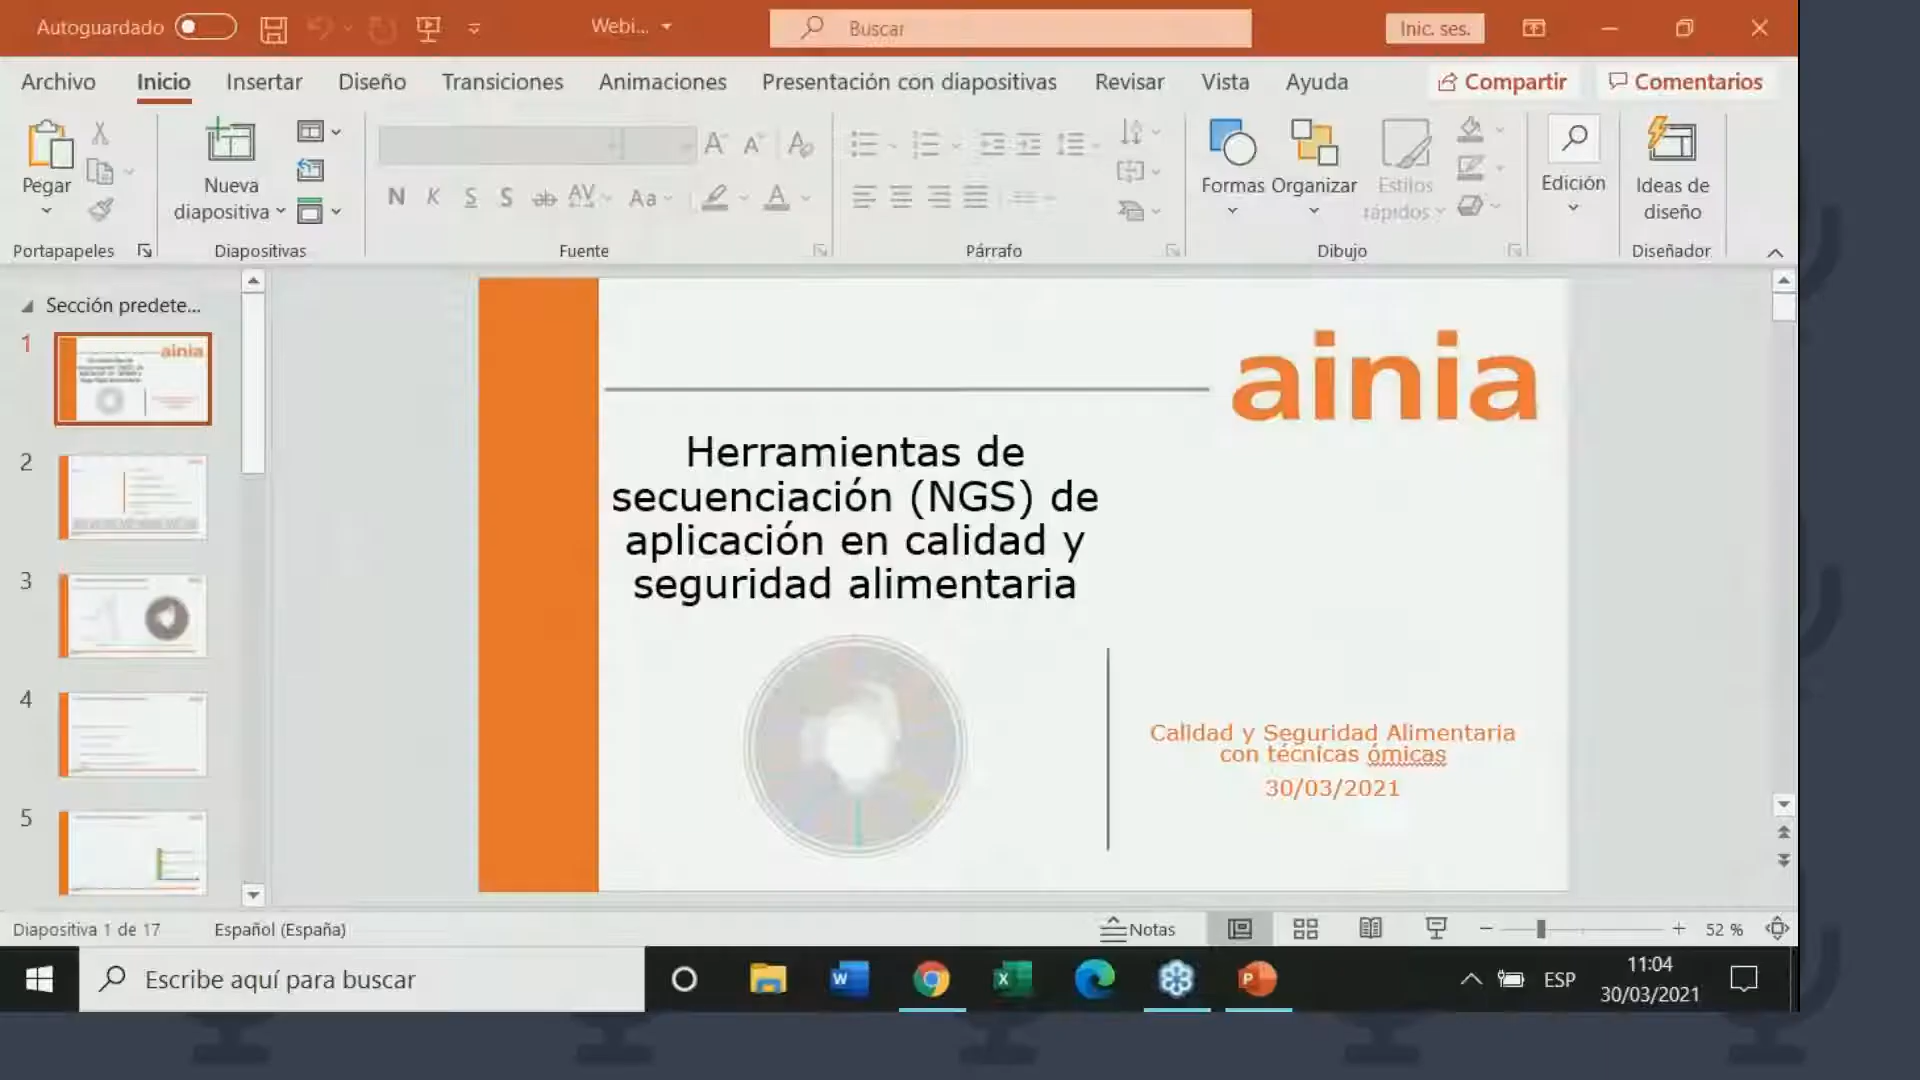 Autoguardado
Webi...
Buscar
Inic. ses.
Archivo Inicio Insertar Diseño Transiciones Animaciones Presentación con diapositivas Revisar Vista Ayuda Compartir Comentarios
Pegar
Nueva
diapositiva
N K S S ab AV Aa A
Formas Organizar Estilos
rápidos
Edición
Ideas de
diseño
Portapapeles Diapositivas Fuente Párrafo Dibujo Diseñador
Sección predete...
1
2
3
4
5
ainia
Herramientas de
secuenciación (NGS) de
aplicación en calidad y
seguridad alimentaria
Calidad y Seguridad Alimentaria
con técnicas ómicas
30/03/2021
Diapositiva 1 de 17 Español (España) Notas 52 %
Escribe aquí para buscar
ESP
11:04
30/03/2021